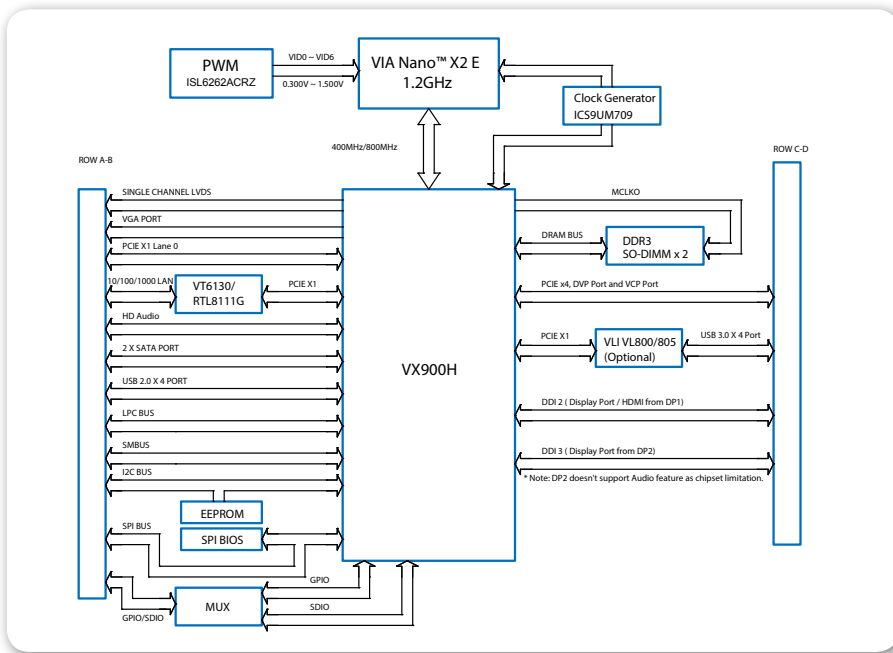 PWM
ISL6262ACRZ
VID0 ~ VID6
0.300V ~ 1.500V
VIA Nano™ X2 E
1.2GHz
Clock Generator
ICS9UM709
400MHz/800MHz
ROW A-B
ROW C-D
SINGLE CHANNEL LVDS
VGA PORT
PCIE X1 Lane 0
10/100/1000 LAN
VT6130/
RTL8111G
PCIE X1
HD Audio
2 X SATA PORT
USB 2.0 X 4 PORT
LPC BUS
SMBUS
I2C BUS
EEPROM
SPI BIOS
SPI BUS
GPIO/SDIO
MUX
GPIO
SDIO
VX900H
MCLKO
DRAM BUS
DDR3
SO-DIMM x 2
PCIE x4, DVP Port and VCP Port
PCIE X1
VLI VL800/805
(Optional)
USB 3.0 X 4 Port
DDI 2 ( Display Port / HDMI from DP1)
DDI 3 ( Display Port from DP2)
* Note: DP2 doesn't support Audio feature as chipset limitation.